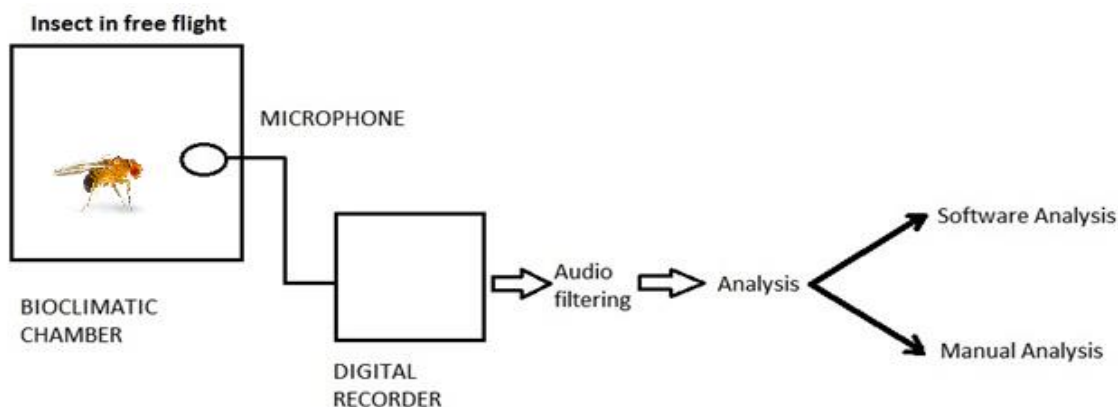 Insect in free flight
MICROPHONE
BIOCLIMATIC
CHAMBER
DIGITAL
RECORDER
Audio
filtering
Analysis
Software Analysis
Manual Analysis